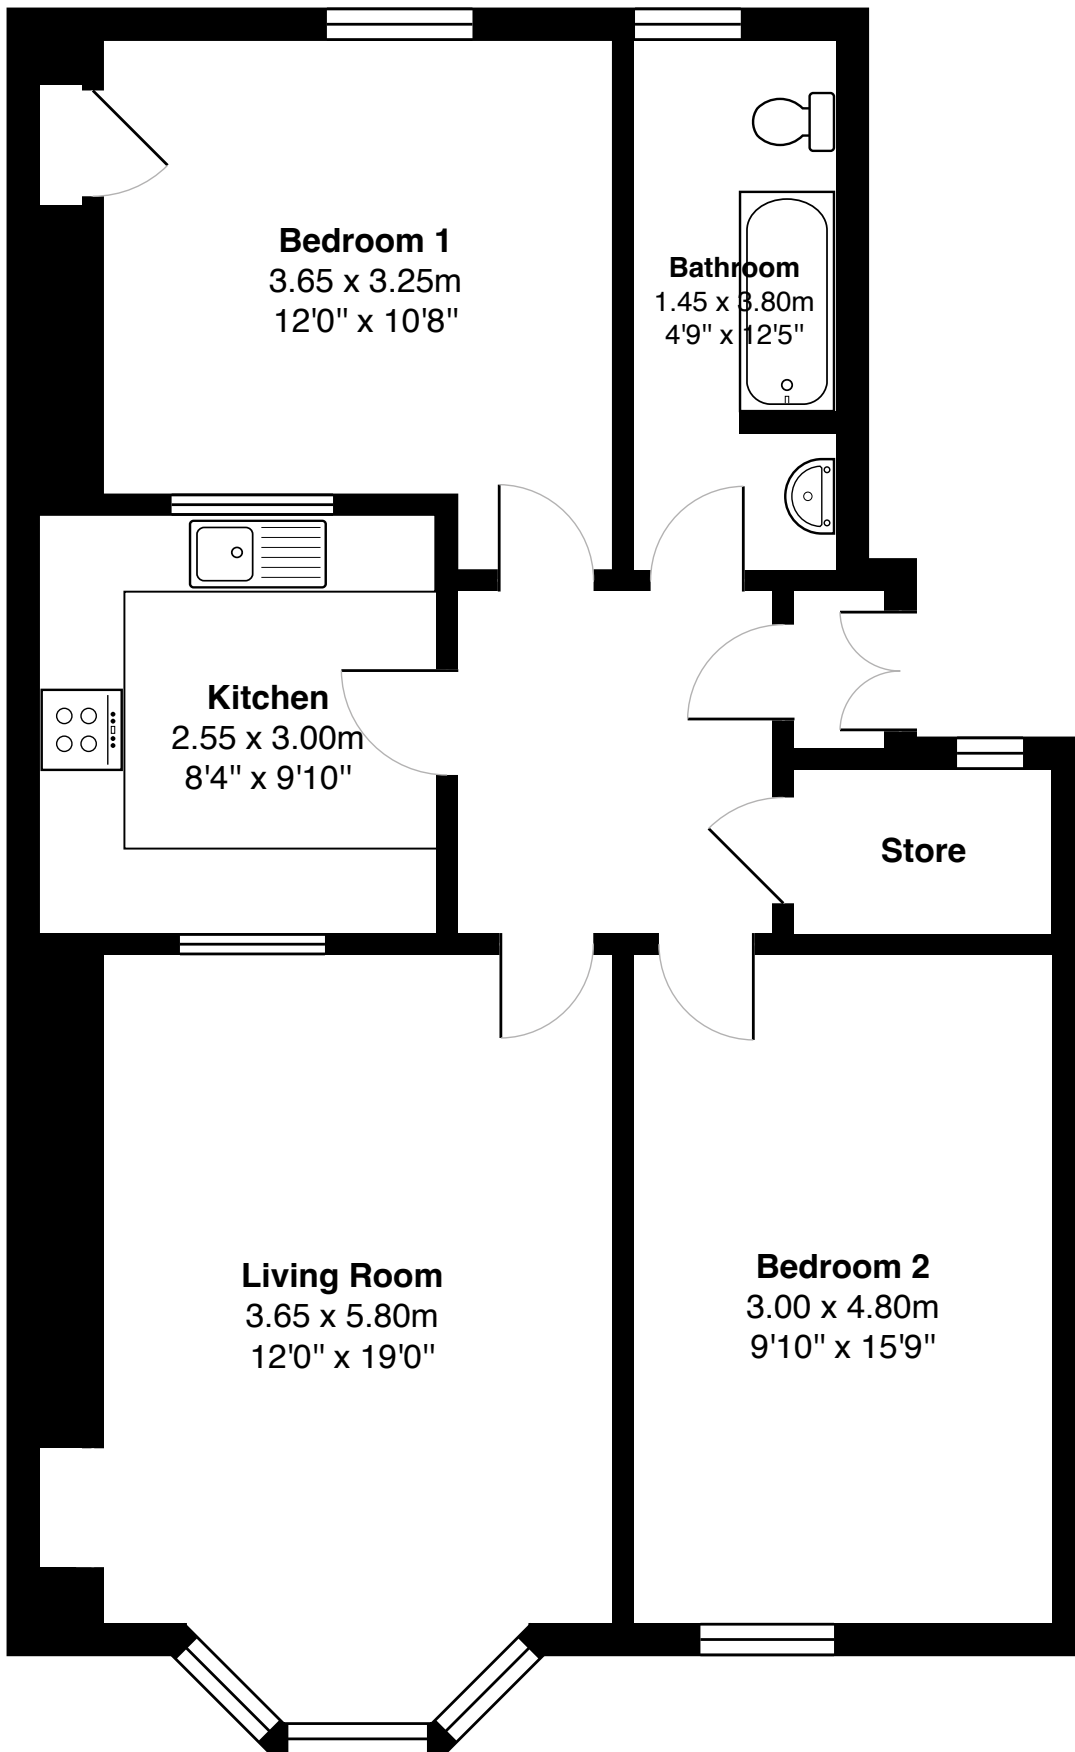 Bedroom 1
3.65 x 3.25m
12'0" x 10'8"
Bathroom
1.45 x 3.80m
4'9" x 12'5"
Kitchen
2.55 x 3.00m
8'4" x 9'10"
Store
Living Room
3.65 x 5.80m
12'0" x 19'0"
Bedroom 2
3.00 x 4.80m
9'10" x 15'9"